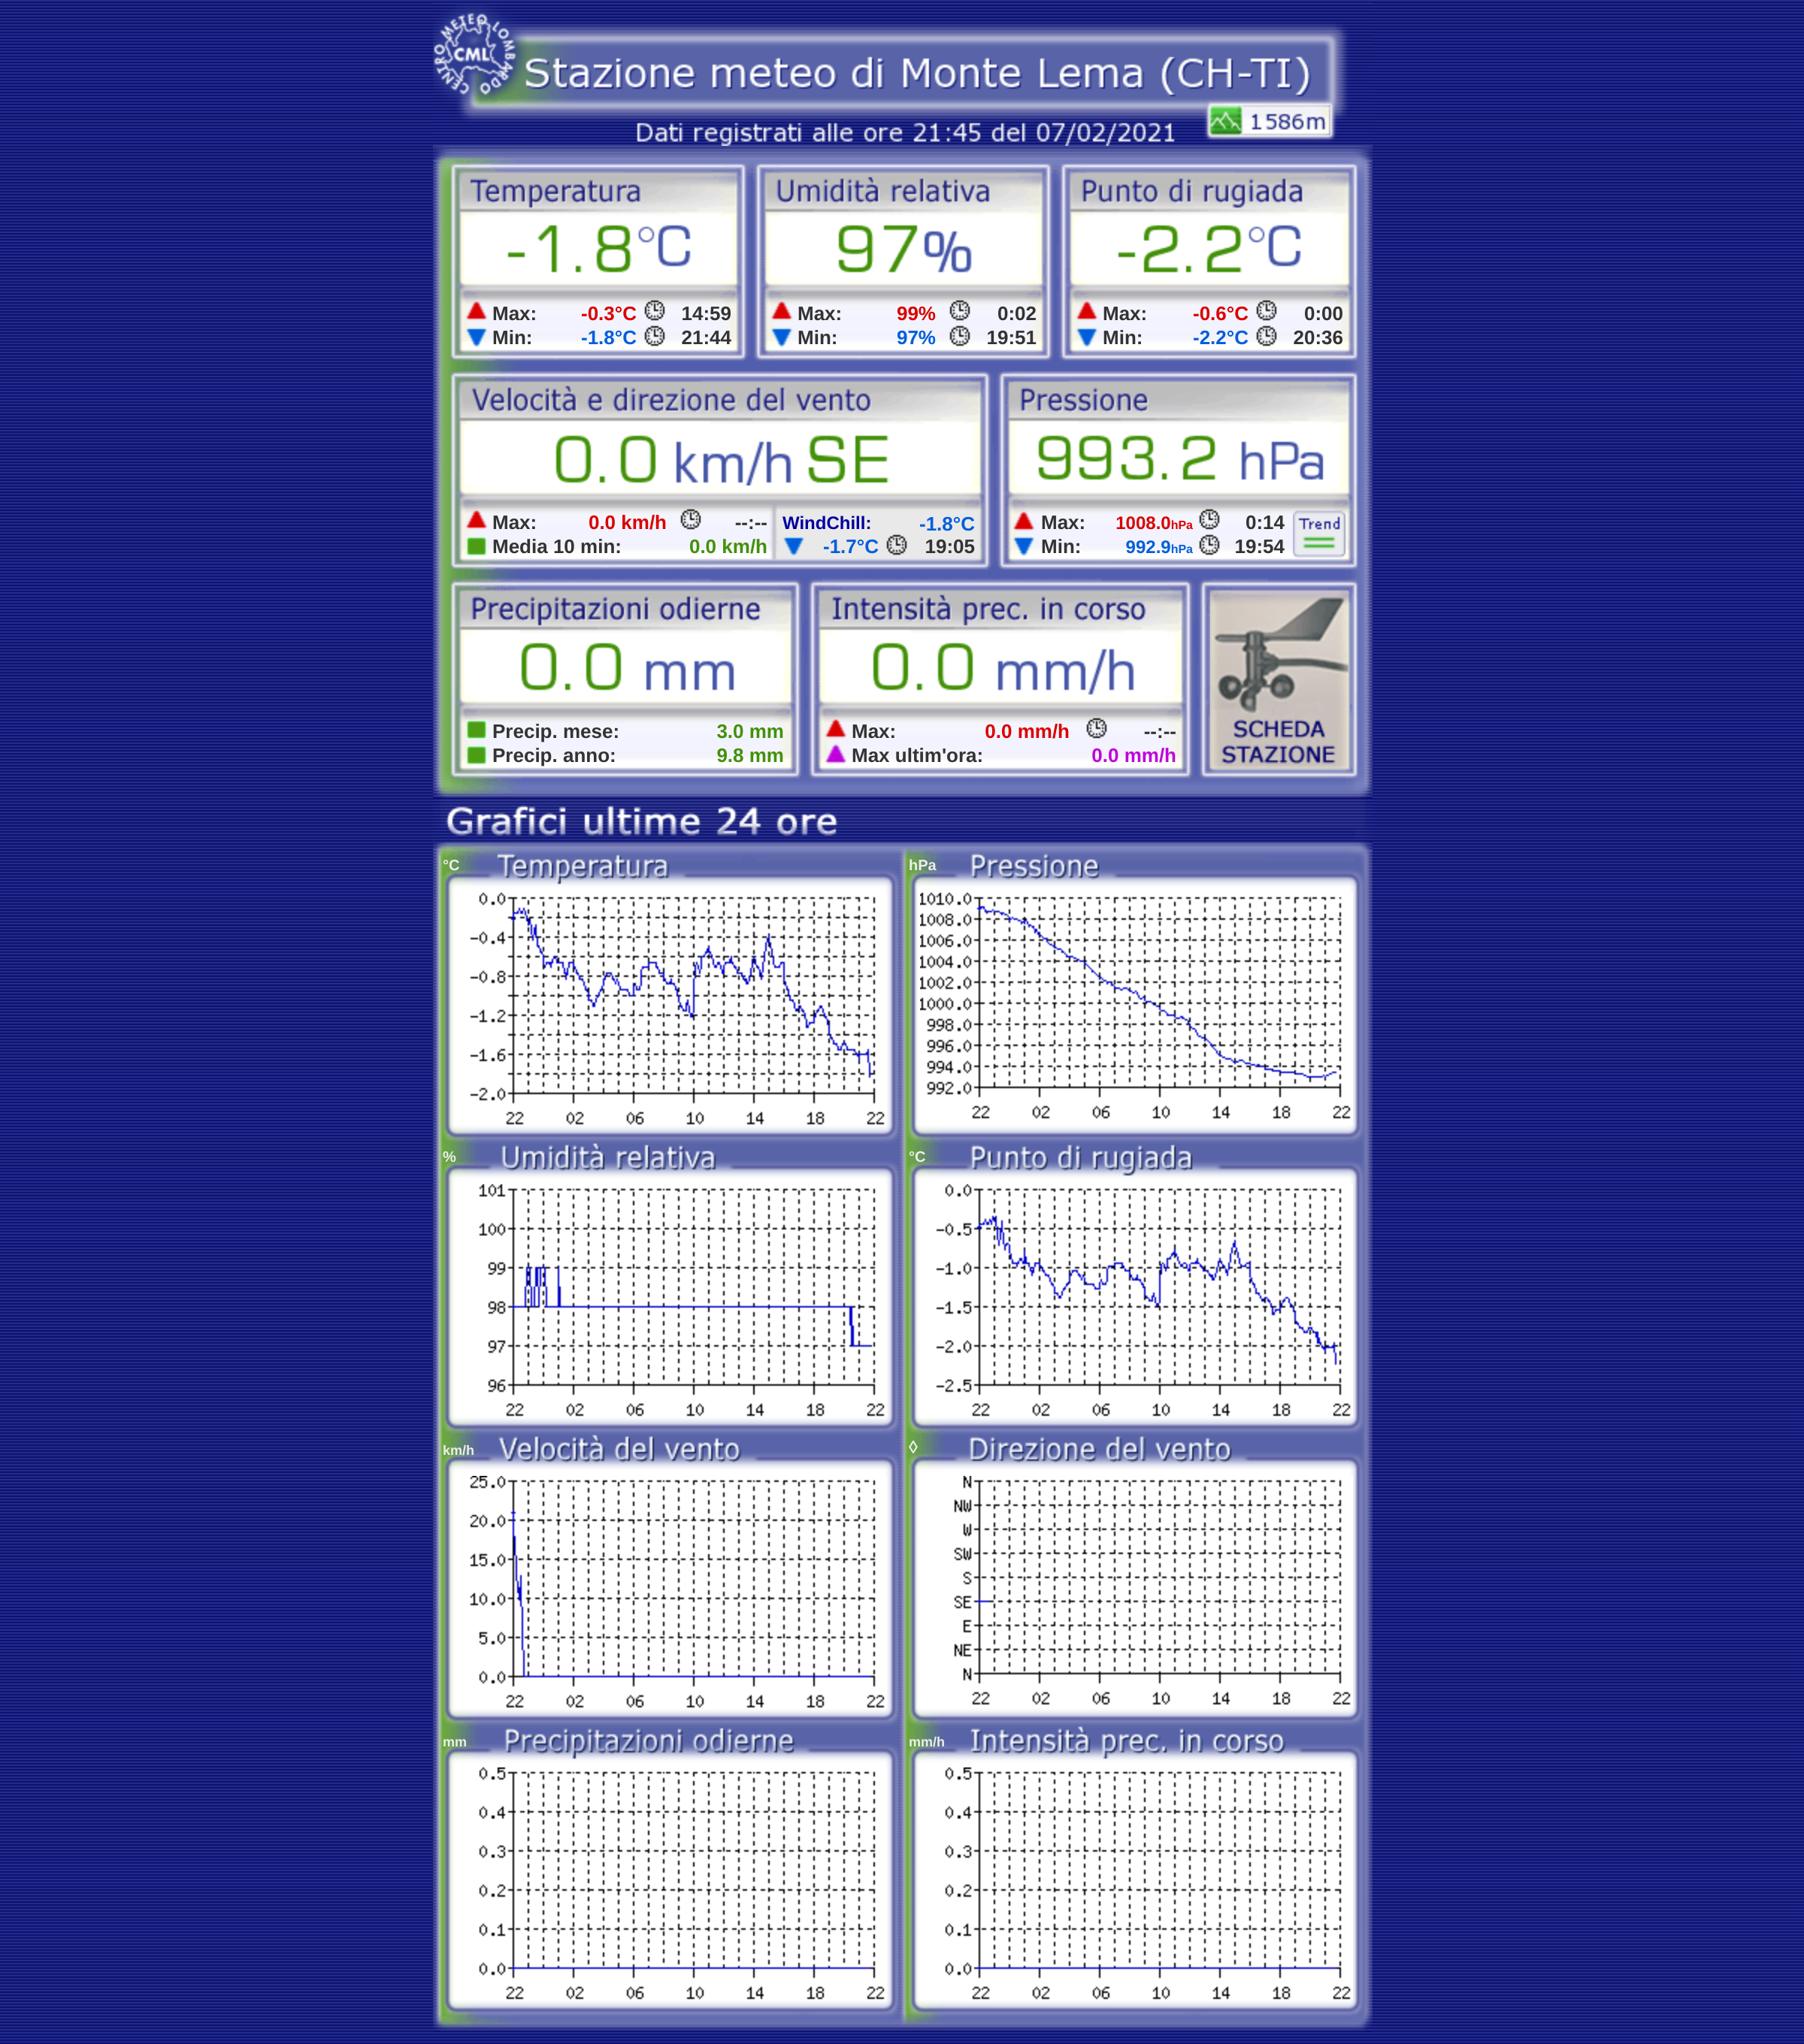 CENTRO METEO LOMBARDO
CML
Stazione meteo di Monte Lema (CH-TI)
1586m
Dati registrati alle ore 21:45 del 07/02/2021
Temperatura Umidità relativa Punto di rugiada
-1.8°C 97% -2.2°C
Max: -0.3°C 14:59 Max: 99% 0:02 Max: -0.6°C 0:00
Min: -1.8°C 21:44 Min: 97% 19:51 Min: -2.2°C 20:36
Velocità e direzione del vento Pressione
0.0 km/h SE 993.2 hPa
Max: 0.0 km/h --:-- WindChill: -1.8°C Max: 1008.0hPa 0:14 Trend
Media 10 min: 0.0 km/h -1.7°C 19:05 Min: 992.9hPa 19:54
Precipitazioni odierne Intensità prec. in corso
0.0 mm 0.0 mm/h
Precip. mese: 3.0 mm Max: 0.0 mm/h --:-- SCHEDA
Precip. anno: 9.8 mm Max ultim'ora: 0.0 mm/h STAZIONE
Grafici ultime 24 ore
°C Temperatura
0.0
-0.4
-0.8
-1.2
-1.6
-2.0
22 02 06 10 14 18 22
hPa Pressione
1010.0
1008.0
1006.0
1004.0
1002.0
1000.0
998.0
996.0
994.0
992.0
22 02 06 10 14 18 22
% Umidità relativa
101
100
99
98
97
96
22 02 06 10 14 18 22
°C Punto di rugiada
0.0
-0.5
-1.0
-1.5
-2.0
-2.5
22 02 06 10 14 18 22
km/h Velocità del vento
25.0
20.0
15.0
10.0
5.0
0.0
22 02 06 10 14 18 22
◊ Direzione del vento
N
NW
W
SW
S
SE
E
NE
N
22 02 06 10 14 18 22
mm Precipitazioni odierne
0.5
0.4
0.3
0.2
0.1
0.0
22 02 06 10 14 18 22
mm/h Intensità prec. in corso
0.5
0.4
0.3
0.2
0.1
0.0
22 02 06 10 14 18 22